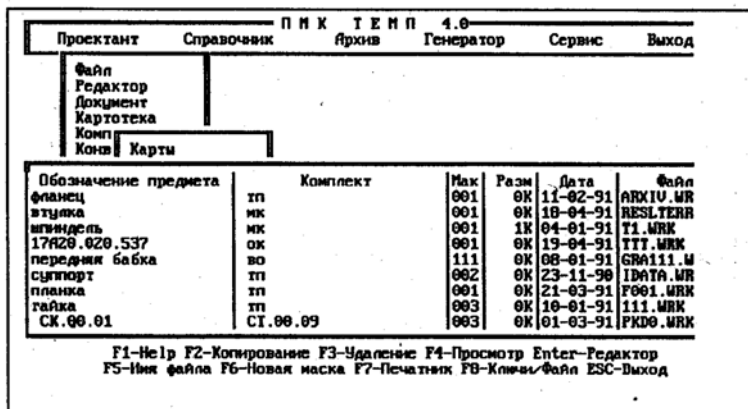 ПМК ТЕМП 4.0
Проектант Справочник Архив Генератор Сервис Выход
Файл
Редактор
Документ
Картотека
Комп
Конв Карты
Обозначение предмета Комплект Мак Разм Дата Файл
фланец тп 001 0К 11-02-91 ARXIV.WR
втулка мк 001 0К 18-04-91 RESLTERR
шпиндель мк 001 1К 04-01-91 T1.WRK
17А20.020.537 ок 001 0К 19-04-91 TTT.WRK
передняя бабка во 111 0К 08-01-91 GRA111.W
суппорт тп 002 0К 23-11-90 IDATA.WR
планка тп 001 0К 21-03-91 F001.WRK
гайка тп 003 0К 10-01-91 111.WRK
СК.00.01 СТ.00.09 003 0К 01-03-91 PKD0.WRK
F1-Help F2-Копирование F3-Удаление F4-Просмотр Enter-Редактор
F5-Имя файла F6-Новая маска F7-Печатник F8-Ключи/Файл ESC-Выход